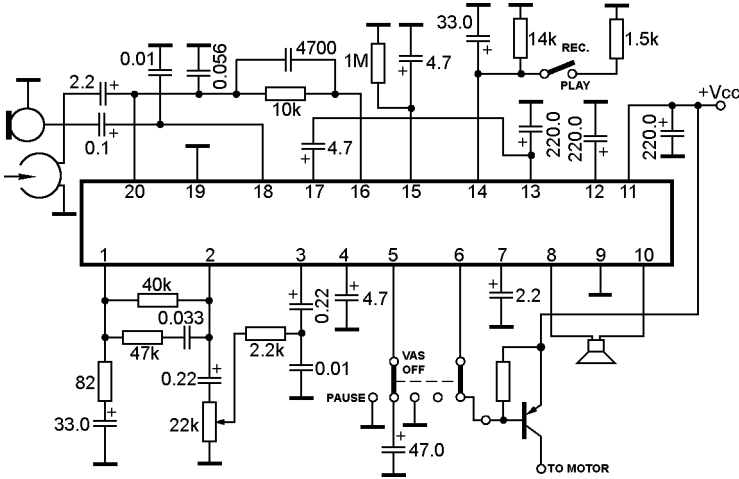 33.0
0.01
0.056
4700
1M
4.7
14k
REC.
1.5k
PLAY
2.2
10k
+Vcc
0.1
4.7
220.0
220.0
220.0
20 19 18 17 16 15 14 13 12 11
1 2 3 4 5 6 7 8 9 10
40k
0.033
47k
2.2k
0.22
4.7
2.2
82
0.22
0.01
VAS
OFF
33.0
22k
PAUSE
47.0
TO MOTOR